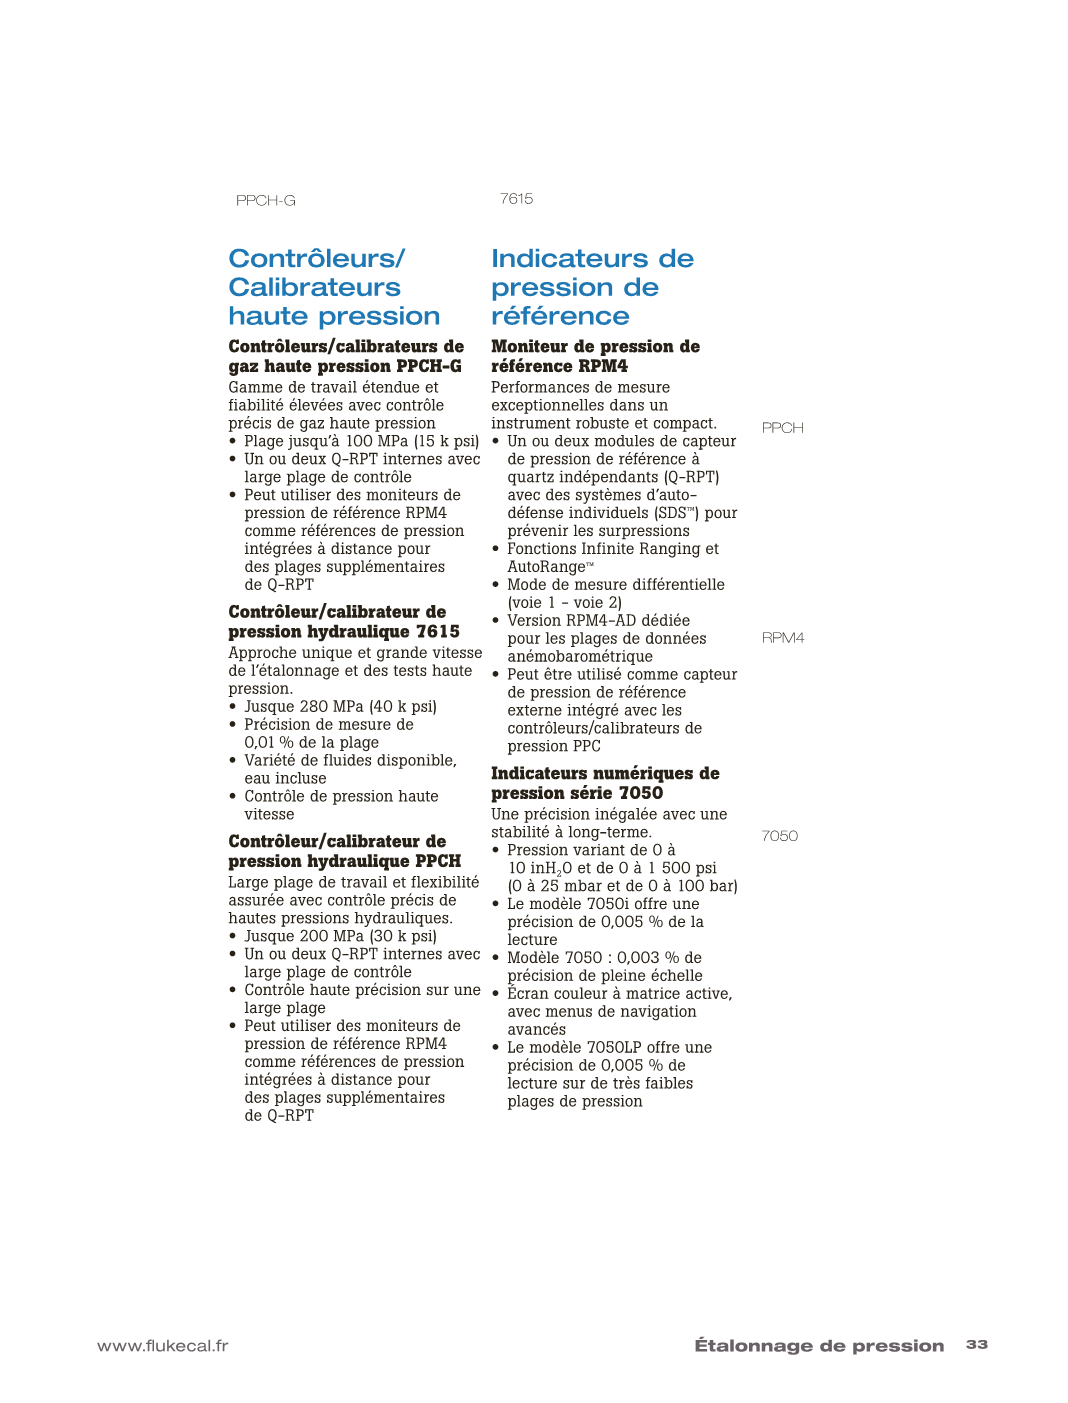 PPCH-G
7615
Contrôleurs/
Calibrateurs
haute pression
Contrôleurs/calibrateurs de
gaz haute pression PPCH-G
Gamme de travail étendue et
fiabilité élevées avec contrôle
précis de gaz haute pression
• Plage jusqu’à 100 MPa (15 k psi)
• Un ou deux Q-RPT internes avec
large plage de contrôle
• Peut utiliser des moniteurs de
pression de référence RPM4
comme références de pression
intégrées à distance pour
des plages supplémentaires
de Q-RPT
Contrôleur/calibrateur de
pression hydraulique 7615
Approche unique et grande vitesse
de l’étalonnage et des tests haute
pression.
• Jusque 280 MPa (40 k psi)
• Précision de mesure de
0,01 % de la plage
• Variété de fluides disponible,
eau incluse
• Contrôle de pression haute
vitesse
Contrôleur/calibrateur de
pression hydraulique PPCH
Large plage de travail et flexibilité
assurée avec contrôle précis de
hautes pressions hydrauliques.
• Jusque 200 MPa (30 k psi)
• Un ou deux Q-RPT internes avec
large plage de contrôle
• Contrôle haute précision sur une
large plage
• Peut utiliser des moniteurs de
pression de référence RPM4
comme références de pression
intégrées à distance pour
des plages supplémentaires
de Q-RPT
Indicateurs de
pression de
référence
Moniteur de pression de
référence RPM4
Performances de mesure
exceptionnelles dans un
instrument robuste et compact.
• Un ou deux modules de capteur
de pression de référence à
quartz indépendants (Q-RPT)
avec des systèmes d’auto-
défense individuels (SDS™) pour
prévenir les surpressions
• Fonctions Infinite Ranging et
AutoRange™
• Mode de mesure différentielle
(voie 1 - voie 2)
• Version RPM4-AD dédiée
pour les plages de données
anémobarométrique
• Peut être utilisé comme capteur
de pression de référence
externe intégré avec les
contrôleurs/calibrateurs de
pression PPC
Indicateurs numériques de
pression série 7050
Une précision inégalée avec une
stabilité à long-terme.
• Pression variant de 0 à
10 inH₂O et de 0 à 1 500 psi
(0 à 25 mbar et de 0 à 100 bar)
• Le modèle 7050i offre une
précision de 0,005 % de la
lecture
• Modèle 7050 : 0,003 % de
précision de pleine échelle
• Écran couleur à matrice active,
avec menus de navigation
avancés
• Le modèle 7050LP offre une
précision de 0,005 % de
lecture sur de très faibles
plages de pression
PPCH
RPM4
7050
www.flukecal.fr
Étalonnage de pression 33